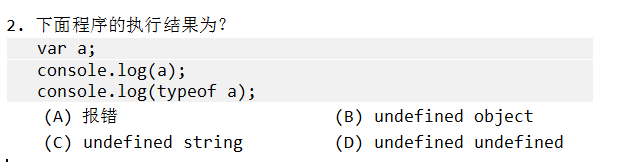 2. 下面程序的执行结果为?
var a;
console.log(a);
console.log(typeof a);
(A) 报错 (B) undefined object
(C) undefined string (D) undefined undefined